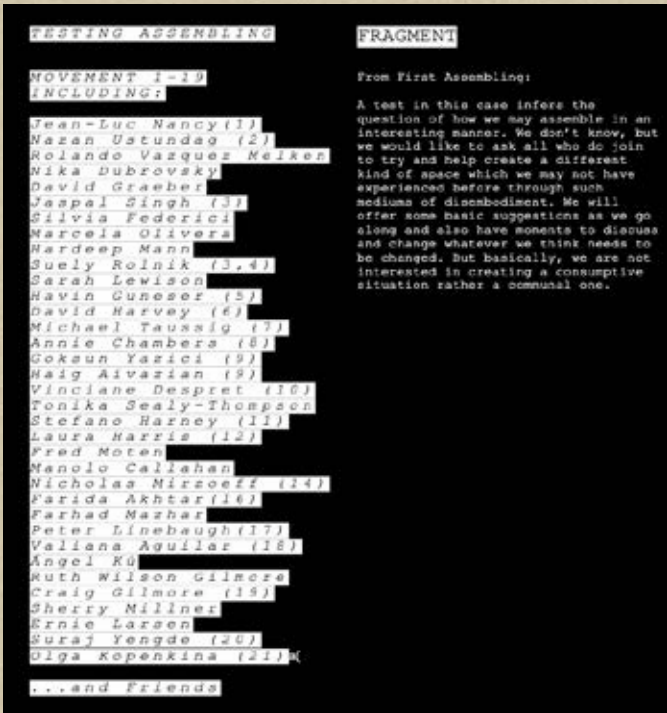 TESTING ASSEMBLING
MOVEMENT 1-19
INCLUDING:
Jean-Luc Nancy(1)
Nazan Ustundag (2)
Rolando Vazquez Melken
Nika Dubrovsky
David Graeber
Jaspal Singh (3)
Silvia Federici
Marcela Olivera
Hardeep Mann
Suely Rolnik (3,4)
Sarah Lewison
Havin Guneser (5)
David Harvey (6)
Michael Taussig (7)
Annie Chambers (8)
Goksun Yazici (9)
Haig Aivazian (9)
Vinciane Despret (10)
Tonika Sealy-Thompson
Stefano Harney (11)
Laura Harris (12)
Fred Moten
Manolo Callahan
Nicholas Mirzoeff (14)
Farida Akhtar(16)
Farhad Mazhar
Peter Linebaugh(17)
Valiana Aguilar (18)
Ángel Kú
Ruth Wilson Gilmore
Craig Gilmore (19)
Sherry Millner
Ernie Larsen
Suraj Yengde (20)
Olga Kopenkina (21)
...and Friends
FRAGMENT
From First Assembling:
A test in this case infers the
question of how we may assemble in an
interesting manner. We don't know, but
we would like to ask all who do join
to try and help create a different
kind of space which we may not have
experienced before through such
mediums of disembodiment. We will
offer some basic suggestions as we go
along and also have moments to discuss
and change whatever we think needs to
be changed. But basically, we are not
interested in creating a consumptive
situation rather a communal one.